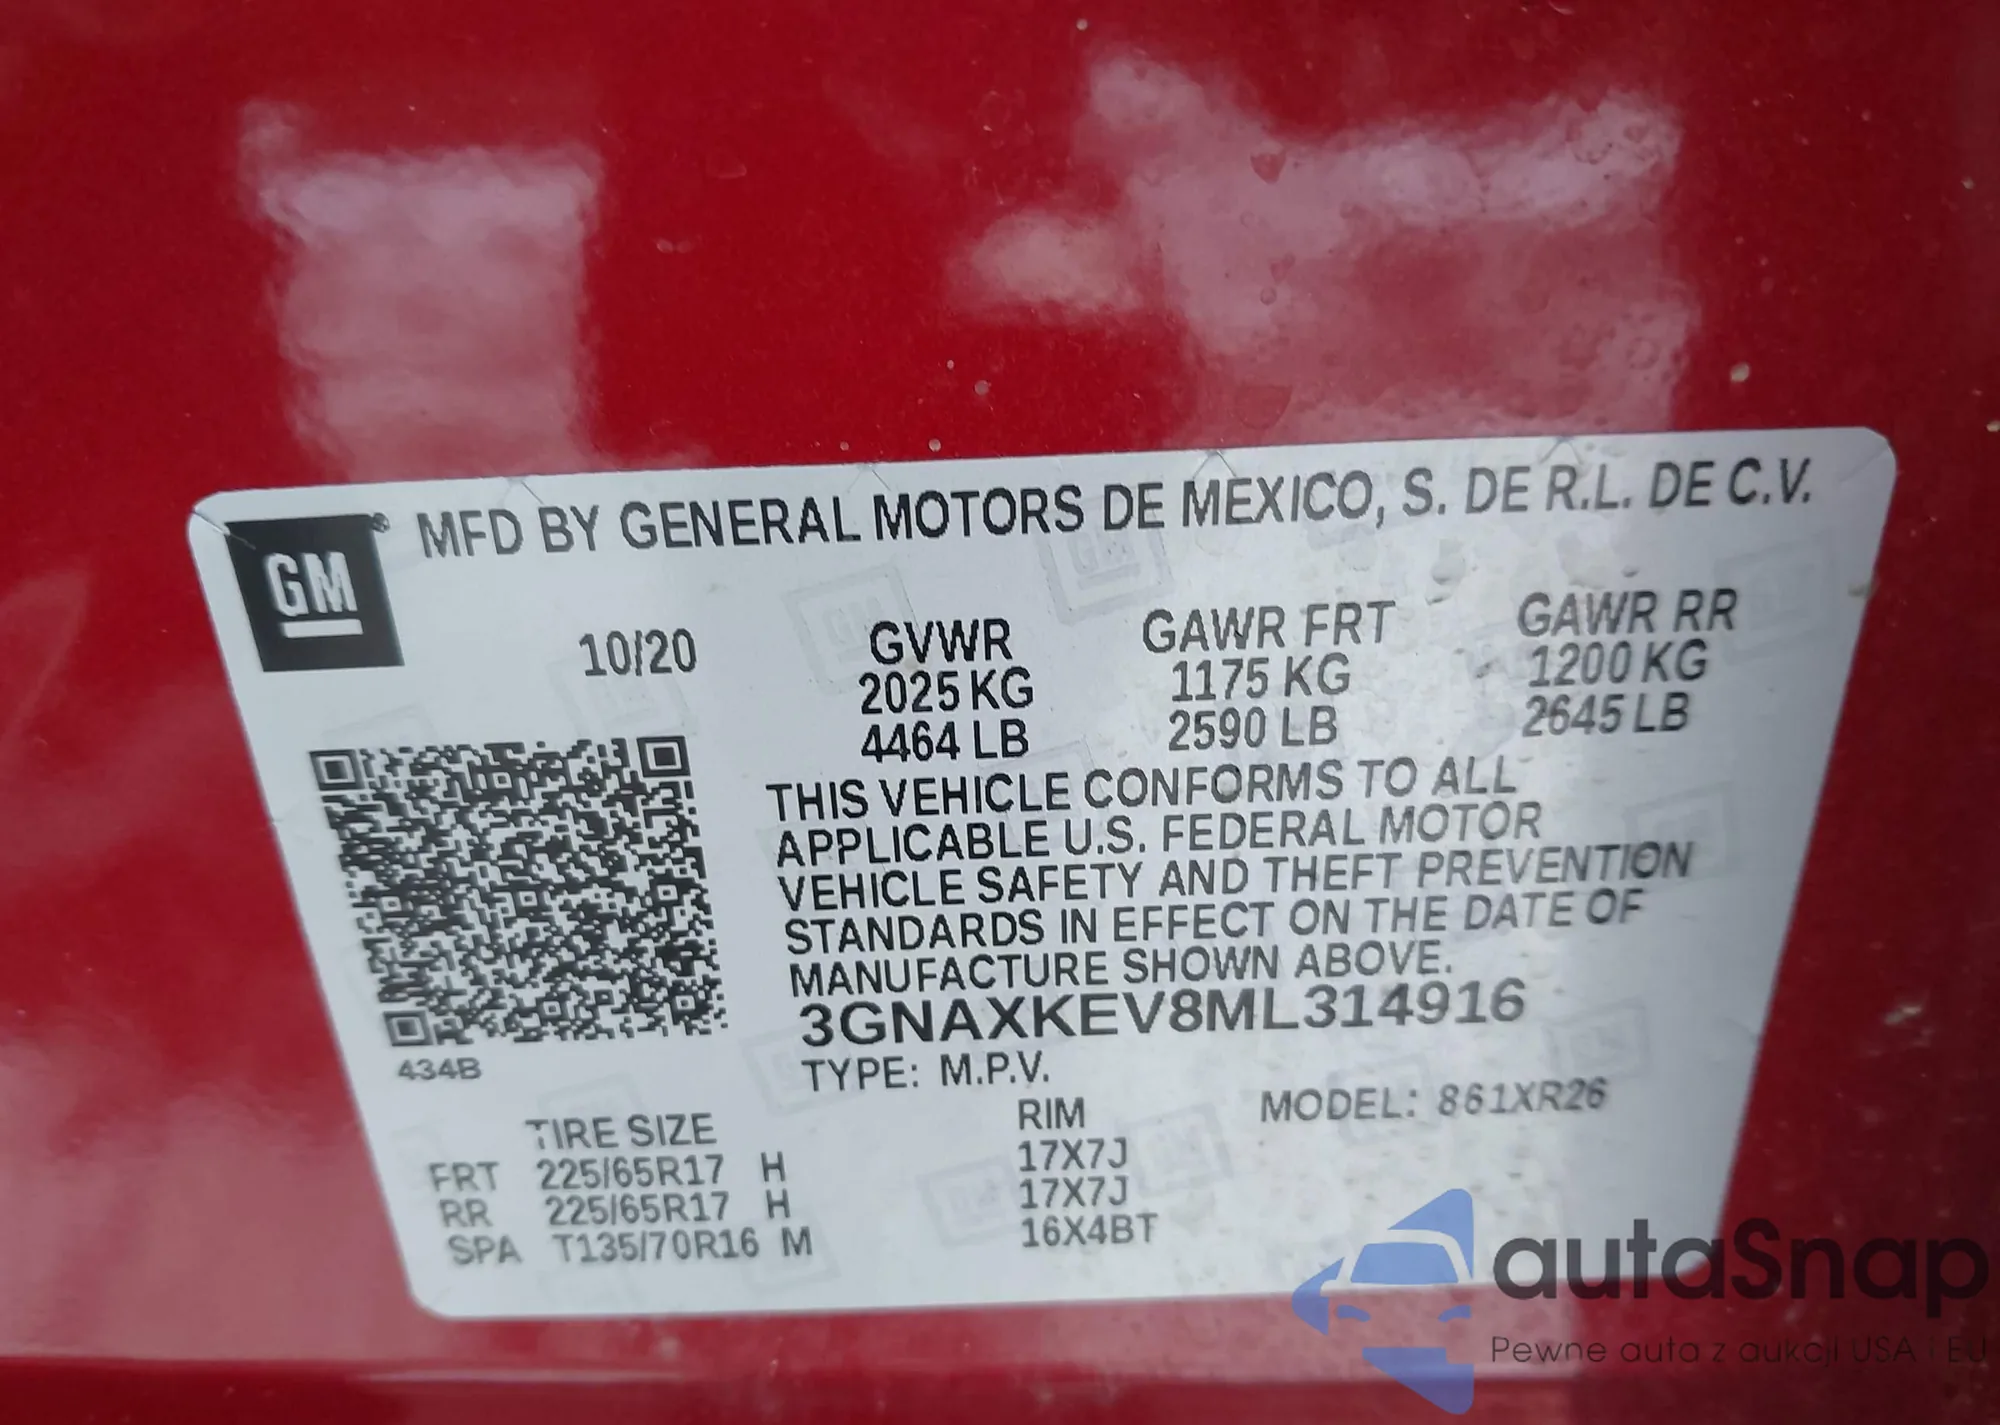 GM® MFD BY GENERAL MOTORS DE MEXICO, S. DE R.L. DE C.V.
10/20 GVWR GAWR FRT GAWR RR
2025 KG 1175 KG 1200 KG
4464 LB 2590 LB 2645 LB
THIS VEHICLE CONFORMS TO ALL
APPLICABLE U.S. FEDERAL MOTOR
VEHICLE SAFETY AND THEFT PREVENTION
STANDARDS IN EFFECT ON THE DATE OF
MANUFACTURE SHOWN ABOVE.
3GNAXKEV8ML314916
434B
TYPE: M.P.V.
TIRE SIZE RIM MODEL: 861XR26
FRT 225/65R17 H 17X7J
RR 225/65R17 H 17X7J
SPA T135/70R16 M 16X4BT
autaSnap
Pewne auta z aukcji USA i EU